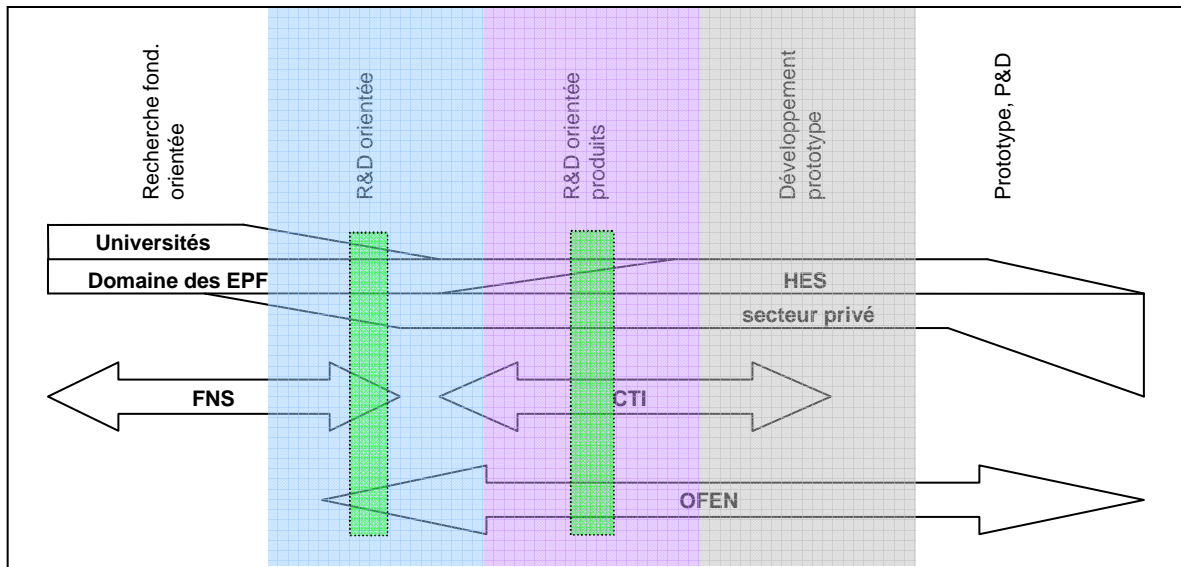 Recherche fond.
orientée
R&D orientée
R&D orientée
produits
Développement
prototype
Prototype, P&D
Universités
Domaine des EPF
HES
secteur privé
FNS
CTI
OFEN